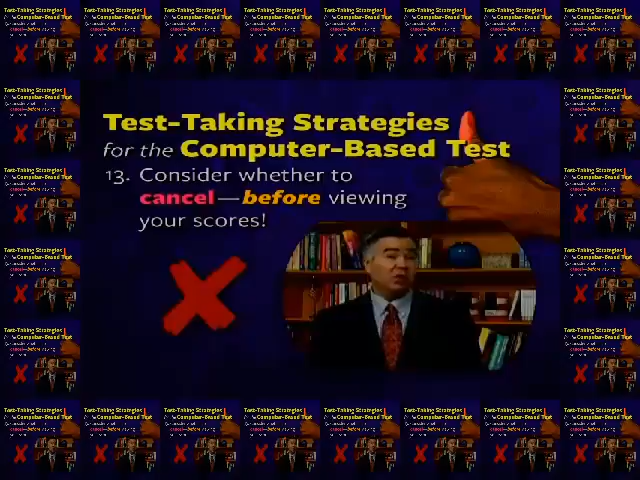 Test-Taking Strategies
for the Computer-Based Test
13. Consider whether to
cancel—before viewing
your scores!